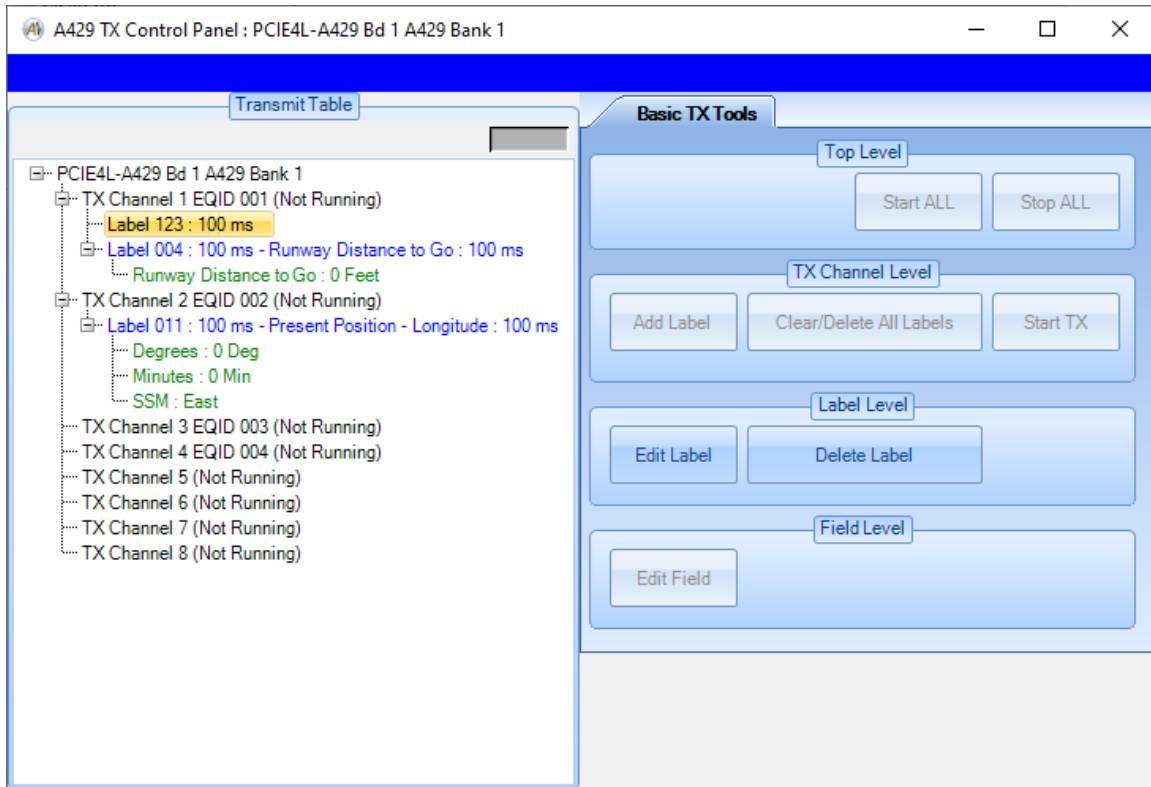 A429 TX Control Panel : PCIE4L-A429 Bd 1 A429 Bank 1
Transmit Table
PCIE4L-A429 Bd 1 A429 Bank 1
TX Channel 1 EQID 001 (Not Running)
Label 123 : 100 ms
Label 004 : 100 ms - Runway Distance to Go : 100 ms
Runway Distance to Go : 0 Feet
TX Channel 2 EQID 002 (Not Running)
Label 011 : 100 ms - Present Position - Longitude : 100 ms
Degrees : 0 Deg
Minutes : 0 Min
SSM : East
TX Channel 3 EQID 003 (Not Running)
TX Channel 4 EQID 004 (Not Running)
TX Channel 5 (Not Running)
TX Channel 6 (Not Running)
TX Channel 7 (Not Running)
TX Channel 8 (Not Running)
Basic TX Tools
Top Level
Start ALL Stop ALL
TX Channel Level
Add Label Clear/Delete All Labels Start TX
Label Level
Edit Label Delete Label
Field Level
Edit Field